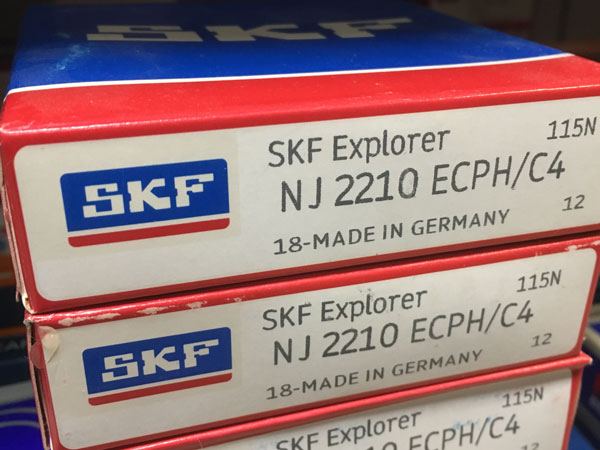 SKF
SKF
SKF Explorer 115N
NJ 2210 ECPH/C4
18-MADE IN GERMANY 12
SKF
SKF Explorer 115N
NJ 2210 ECPH/C4
18-MADE IN GERMANY 12
SKF Explorer 115N
ECPH/C4
12